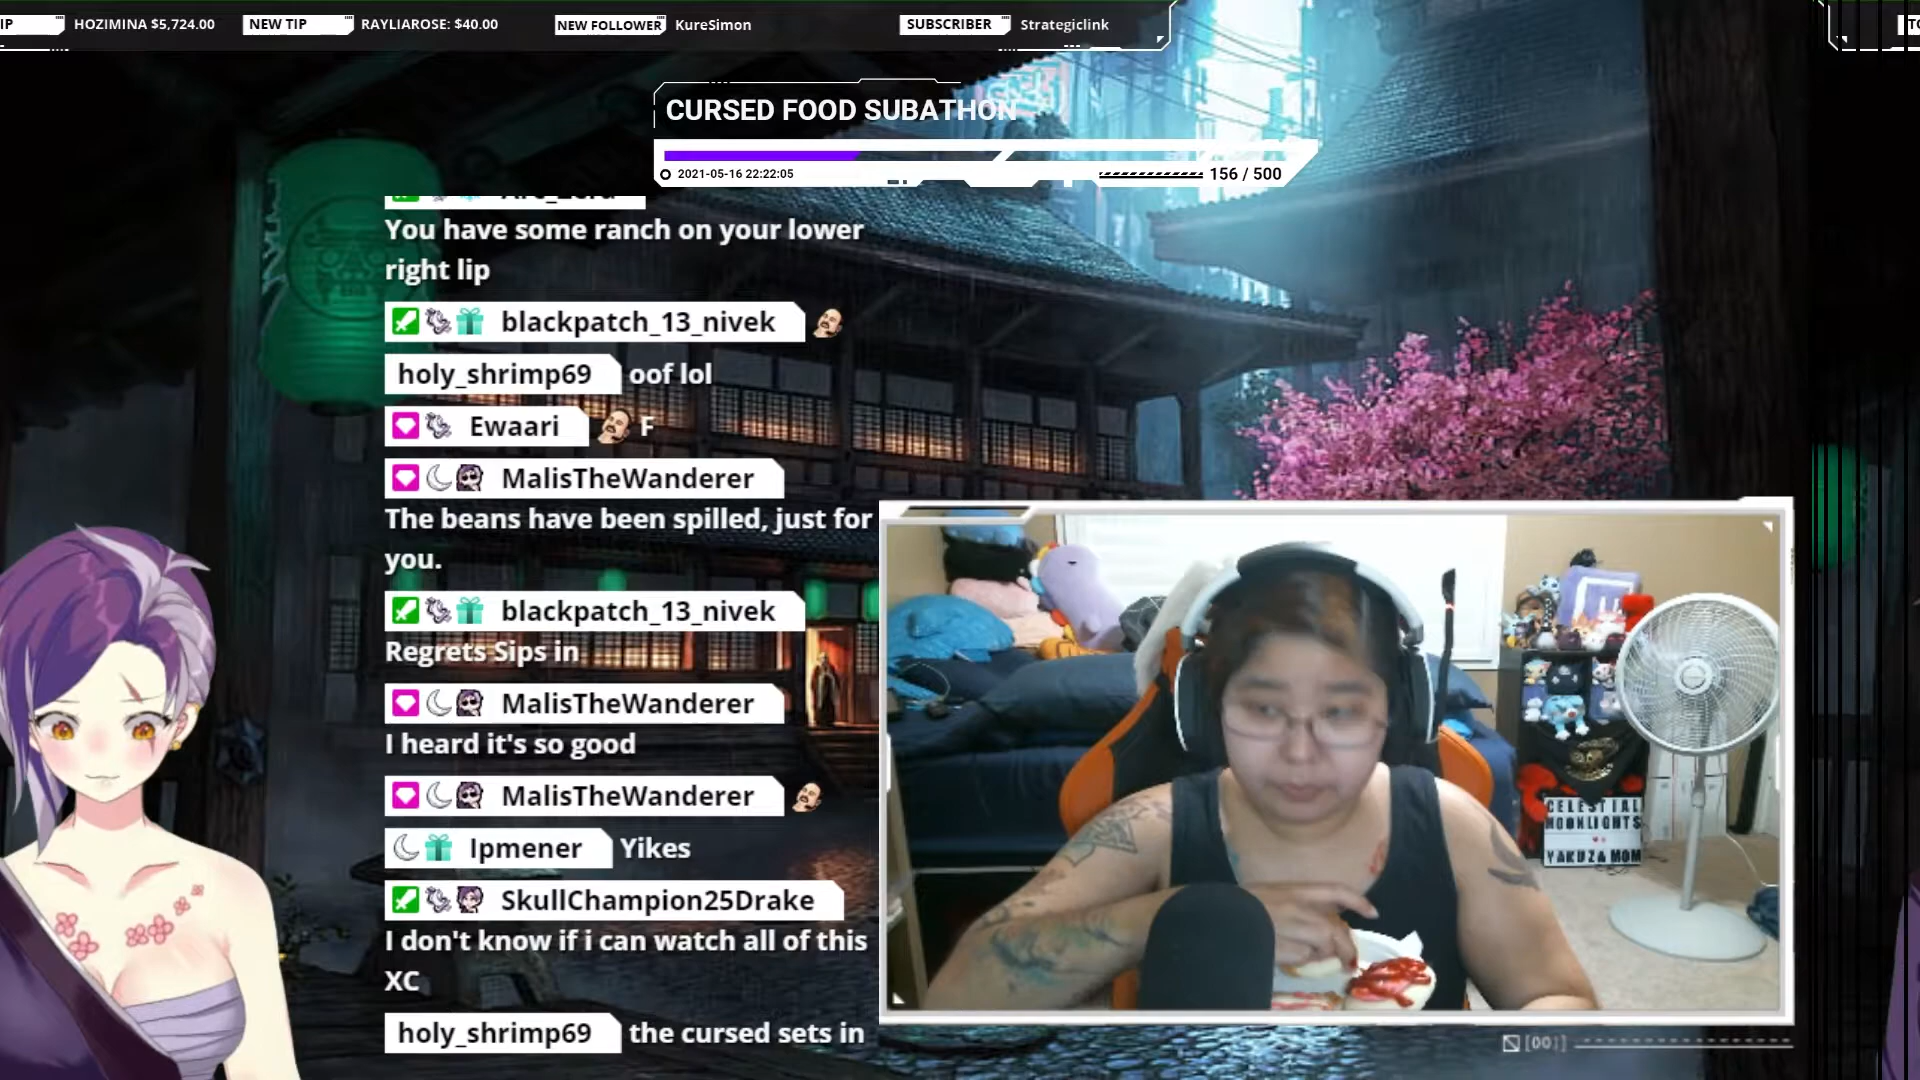 IP HOZIMINA $5,724.00 NEW TIP RAYLIAROSE: $40.00 NEW FOLLOWER KureSimon SUBSCRIBER Strategiclink
CURSED FOOD SUBATHON
2021-05-16 22:22:05 156 / 500
You have some ranch on your lower
right lip
blackpatch_13_nivek
holy_shrimp69 oof lol
Ewaari F
MalisTheWanderer
The beans have been spilled, just for
you.
blackpatch_13_nivek
Regrets Sips in
MalisTheWanderer
I heard it's so good
MalisTheWanderer
Ipmener Yikes
SkullChampion25Drake
I don't know if i can watch all of this
XC
holy_shrimp69 the cursed sets in
CELESTIAL
MOONLIGHTS
YAKUZA MOM